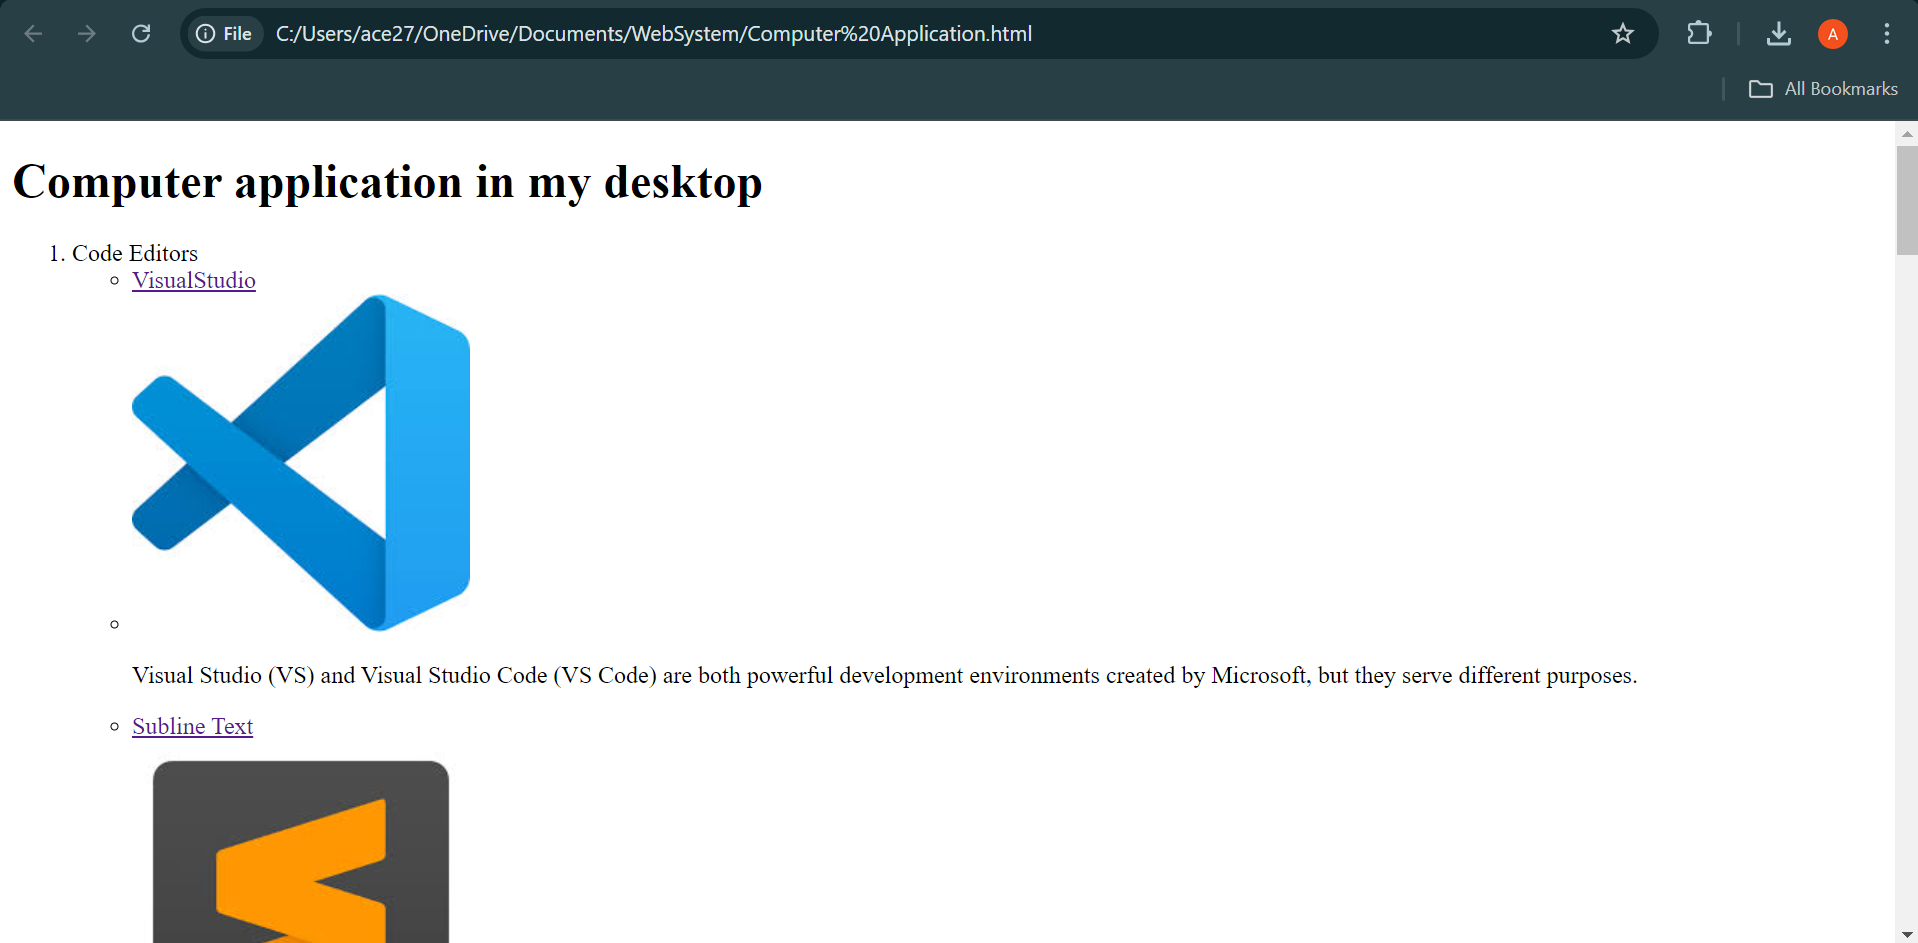 File
C:/Users/ace27/OneDrive/Documents/WebSystem/Computer%20Application.html
A
All Bookmarks
Computer application in my desktop
1. Code Editors
VisualStudio
Visual Studio (VS) and Visual Studio Code (VS Code) are both powerful development environments created by Microsoft, but they serve different purposes.
Subline Text